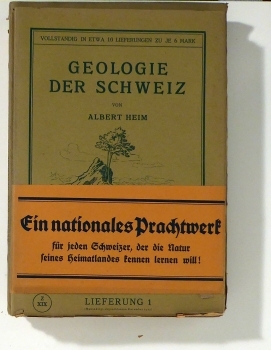 VOLLSTÄNDIG IN ETWA 10 LIEFERUNGEN ZU JE 6 MARK
GEOLOGIE
DER SCHWEIZ
VON
ALBERT HEIM
Ein nationales Prachtwerk
für jeden Schweizer, der die Natur
seines Heimatlandes kennen lernen will!
LIEFERUNG 1